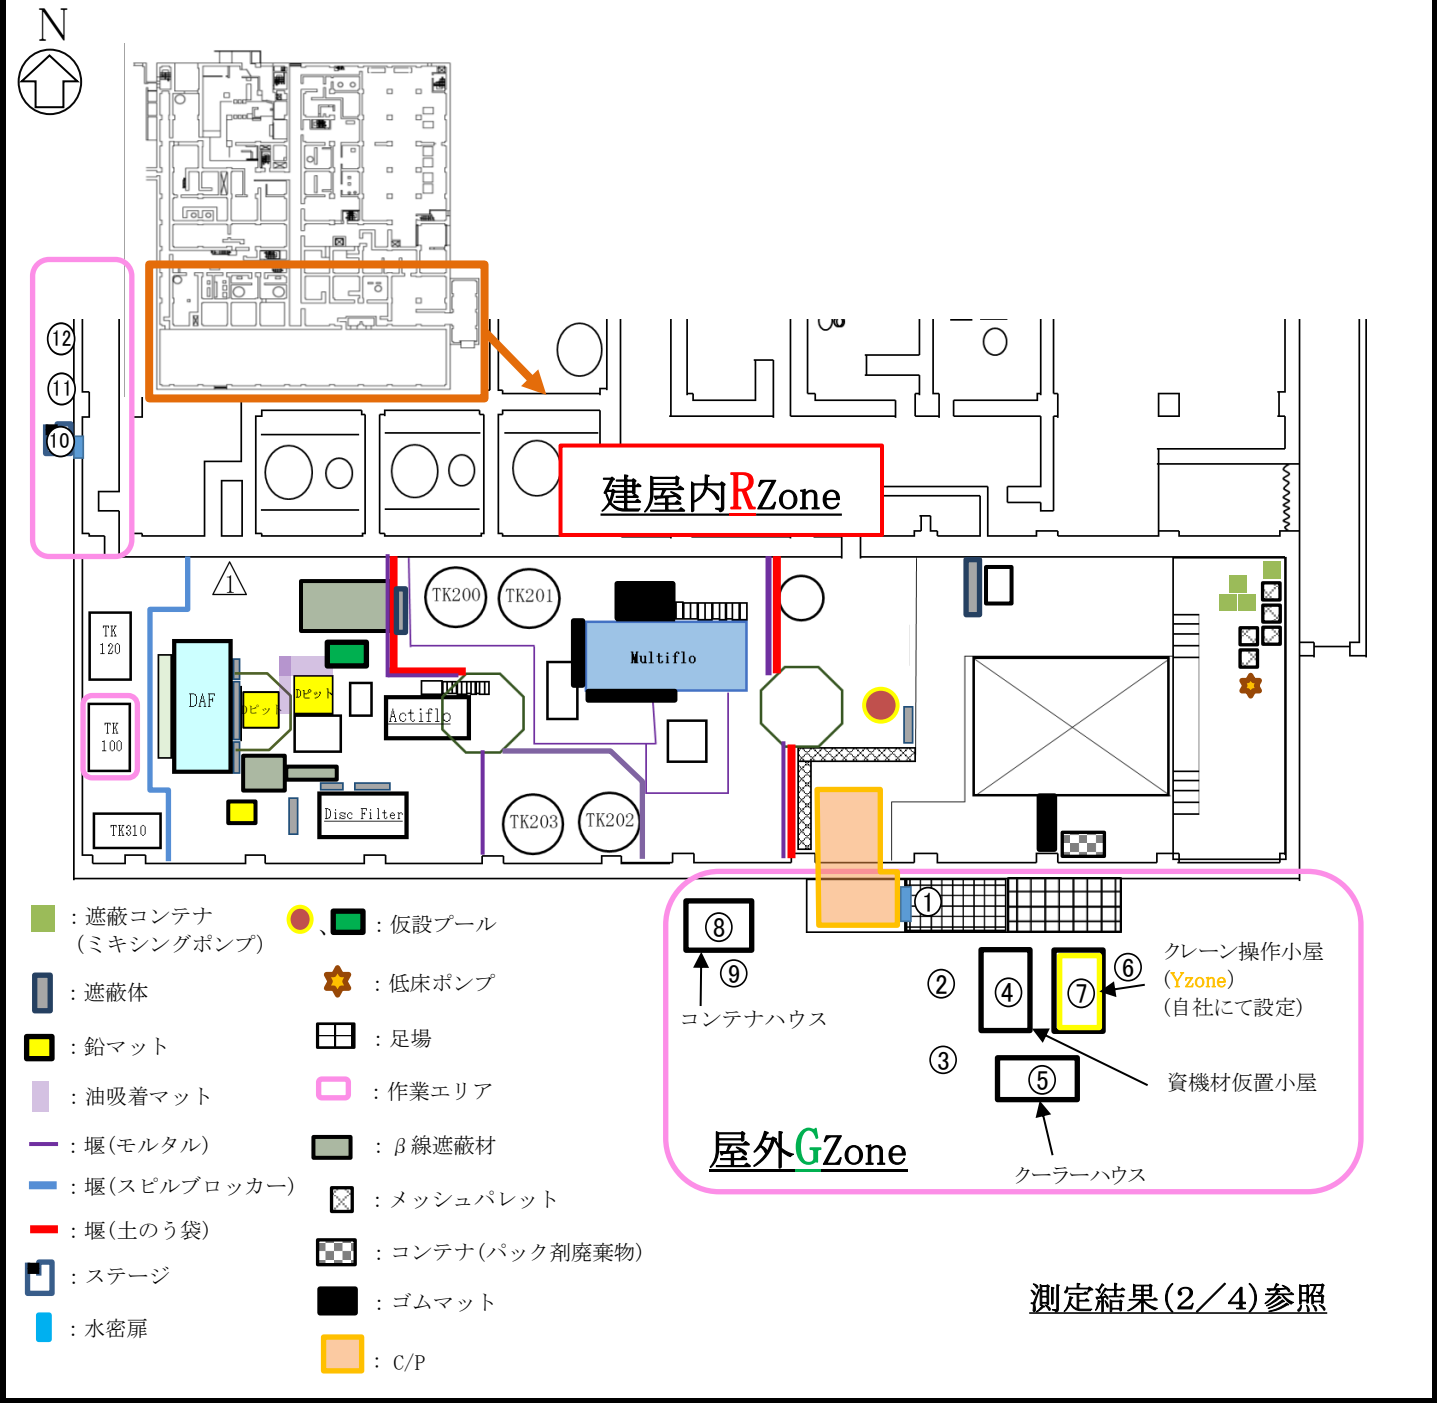 N
⑫
⑪
⑩
建屋内RZone
1
TK
120
TK
100
TK310
DAF
Dピット
Dピット
Actiflo
Disc Filter
TK200
TK201
TK203
TK202
Multiflo
①
⑧
⑨
コンテナハウス
②
③
④
⑦
⑥
⑤
クレーン操作小屋
(Yzone)
(自社にて設定)
資機材仮置小屋
クーラーハウス
屋外GZone
測定結果(2／4)参照
：遮蔽コンテナ
(ミキシングポンプ)
：遮蔽体
：鉛マット
：油吸着マット
：堰(モルタル)
：堰(スピルブロッカー)
：堰(土のう袋)
：ステージ
：水密扉
、：仮設プール
：低床ポンプ
：足場
：作業エリア
：β線遮蔽材
：メッシュパレット
：コンテナ(パック剤廃棄物)
：ゴムマット
：C/P